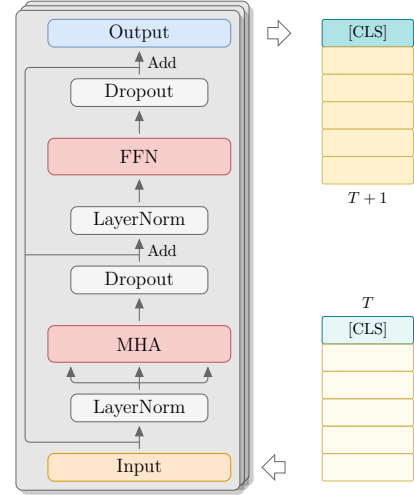 Output
Add
Dropout
FFN
LayerNorm
Add
Dropout
MHA
LayerNorm
Input
[CLS]
T + 1
T
[CLS]